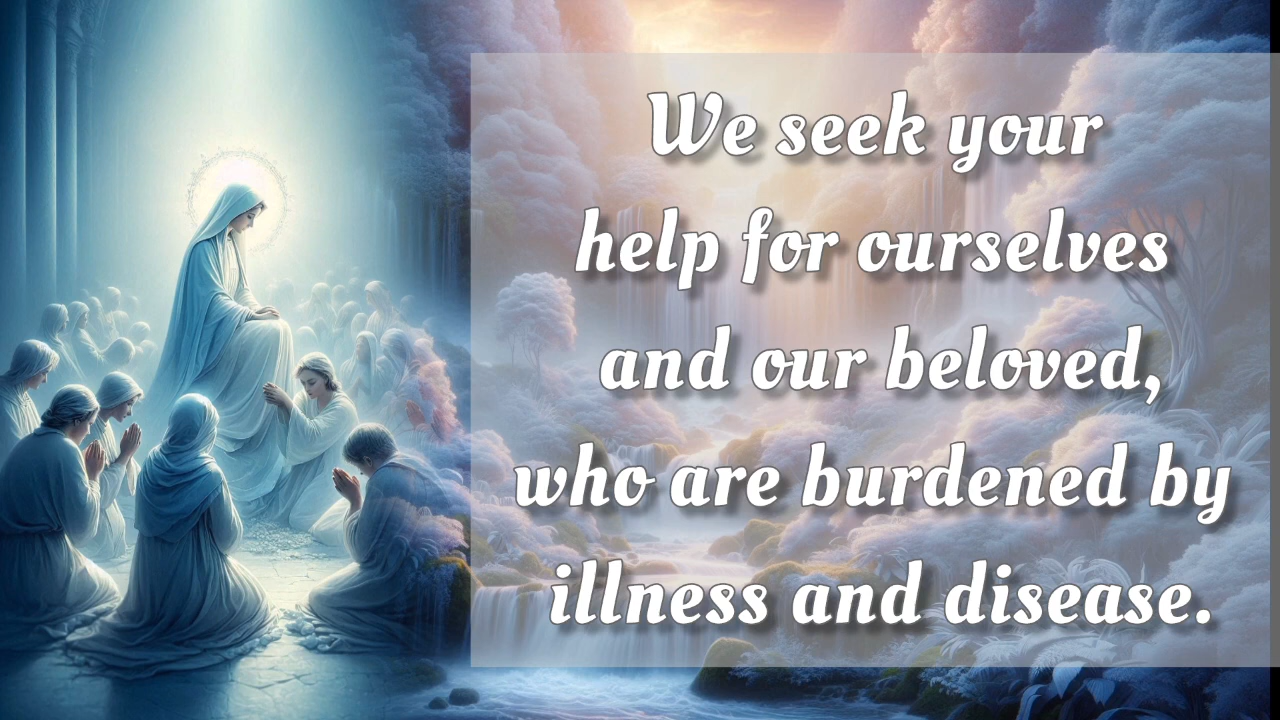 We seek your
help for ourselves
and our beloved,
who are burdened by
illness and disease.